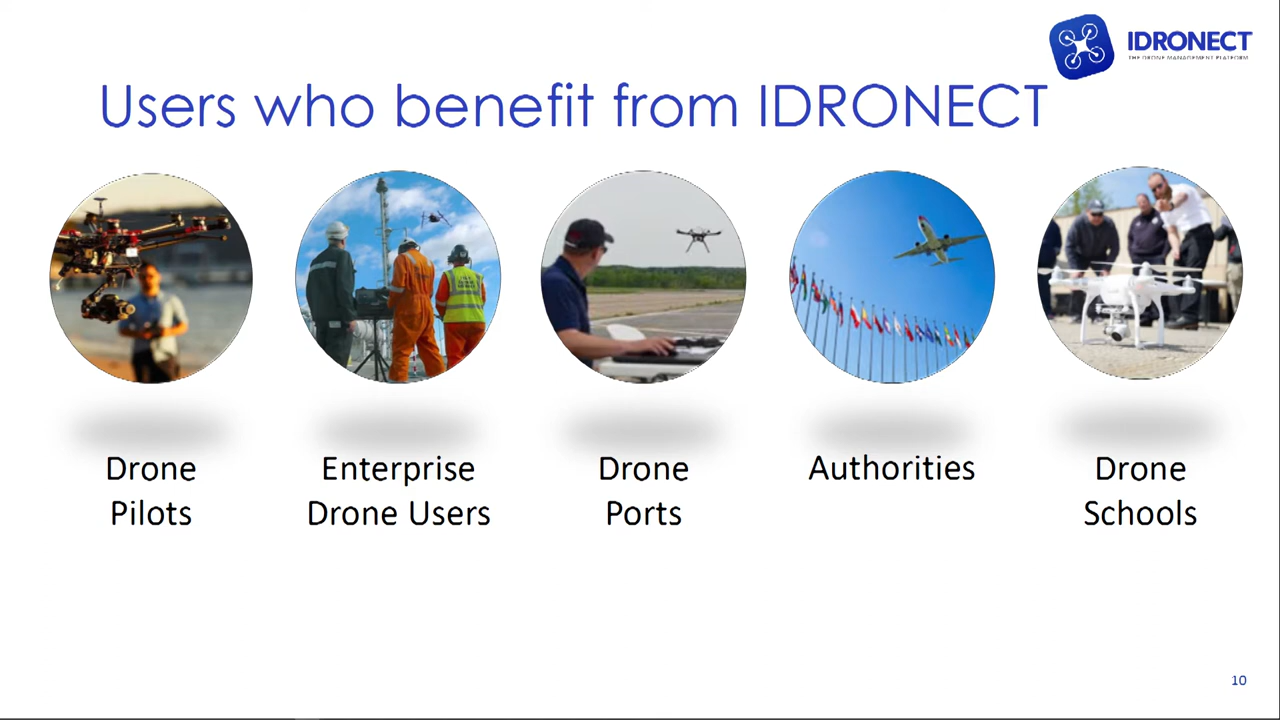 IDRONECT
THE DRONE MANAGEMENT PLATFORM
Users who benefit from IDRONECT
Drone
Pilots
Enterprise
Drone Users
Drone
Ports
Authorities
Drone
Schools
10